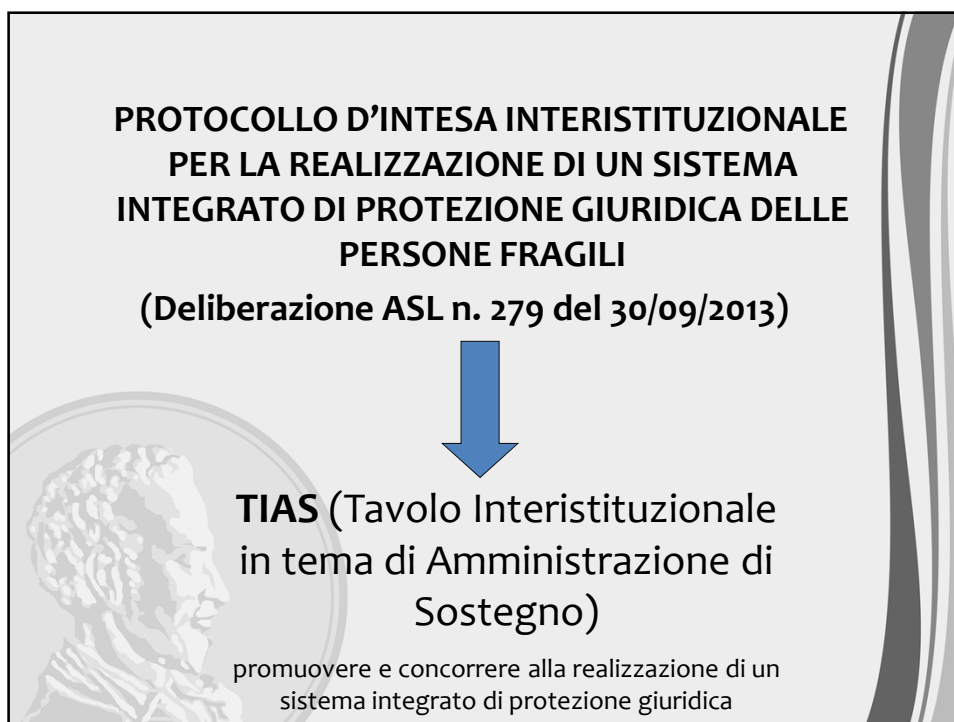 PROTOCOLLO D’INTESA INTERISTITUZIONALE
PER LA REALIZZAZIONE DI UN SISTEMA
INTEGRATO DI PROTEZIONE GIURIDICA DELLE
PERSONE FRAGILI
(Deliberazione ASL n. 279 del 30/09/2013)
TIAS (Tavolo Interistituzionale
in tema di Amministrazione di
Sostegno)
promuovere e concorrere alla realizzazione di un
sistema integrato di protezione giuridica